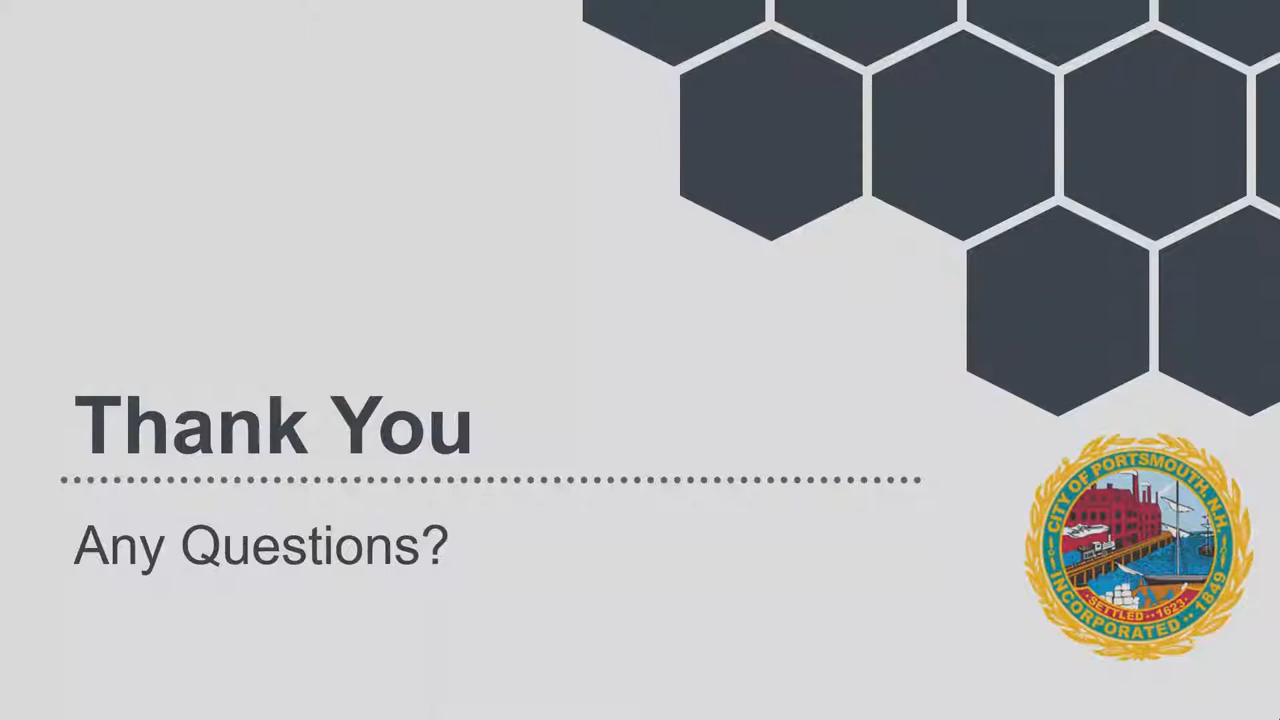 Thank You
Any Questions?
CITY OF PORTSMOUTH, N.H.
SETTLED 1623
INCORPORATED 1849